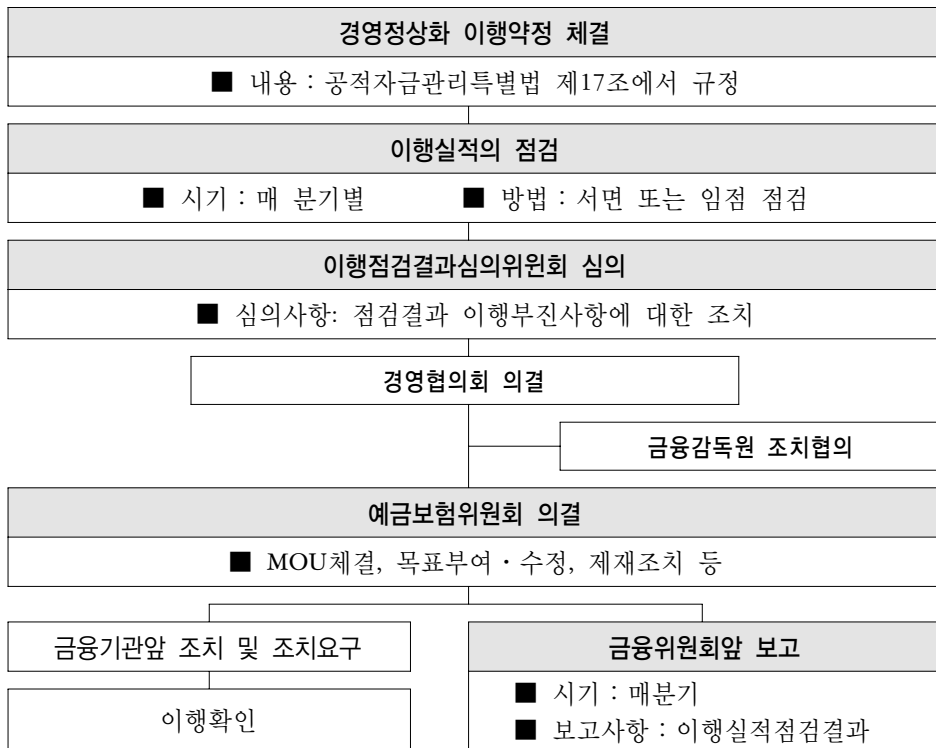 경영정상화 이행약정 체결
■ 내용 : 공적자금관리특별법 제17조에서 규정
이행실적의 점검
■ 시기 : 매 분기별 ■ 방법 : 서면 또는 임점 점검
이행점검결과심의위원회 심의
■ 심의사항: 점검결과 이행부진사항에 대한 조치
경영협의회 의결
금융감독원 조치협의
예금보험위원회 의결
■ MOU체결, 목표부여·수정, 제재조치 등
금융기관앞 조치 및 조치요구
이행확인
금융위원회앞 보고
■ 시기 : 매분기
■ 보고사항 : 이행실적점검결과